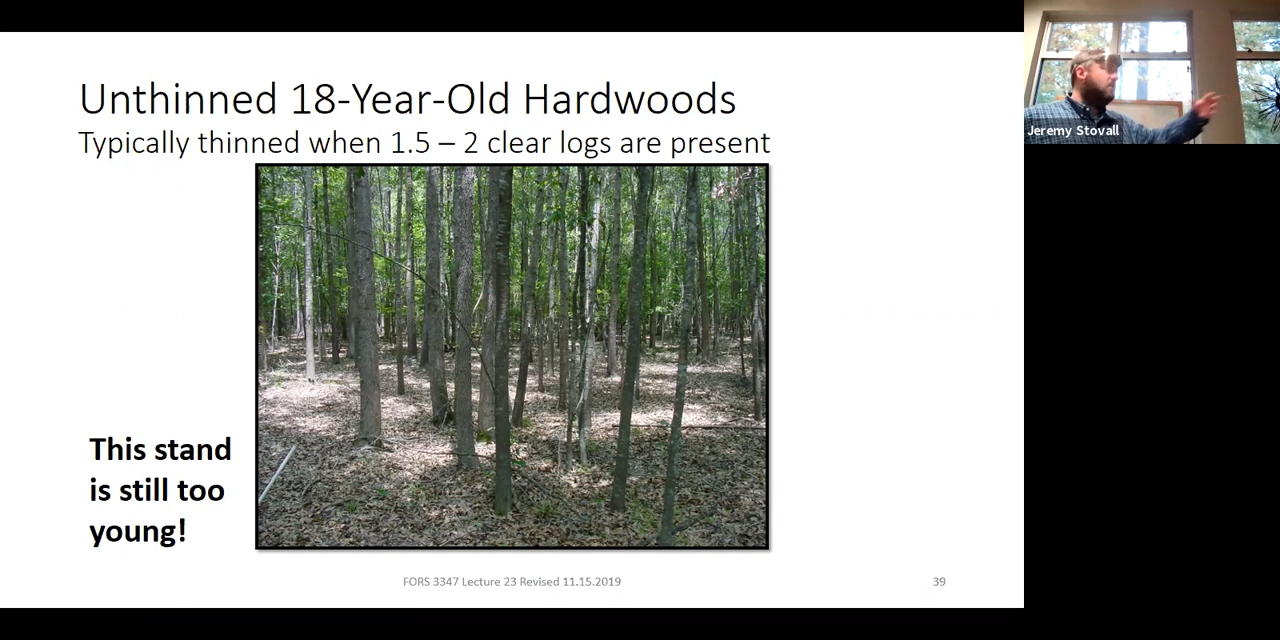 Unthinned 18-Year-Old Hardwoods
Typically thinned when 1.5 – 2 clear logs are present
This stand
is still too
young!
FORS 3347 Lecture 23 Revised 11.15.2019
39
Jeremy Stovall